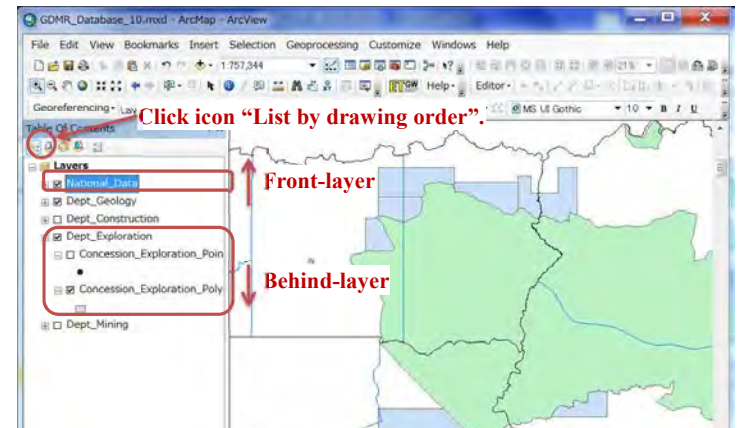 GDMR_Database_10.mxd - ArcMap - ArcView
File Edit View Bookmarks Insert Selection Geoprocessing Customize Windows Help
1:757,344
21%
Help Editor
Georeferencing Lay
MS UI Gothic 10 B I U
Click icon “List by drawing order”.
Table Of Contents
Layers
National_Data
Front-layer
Dept_Geology
Dept_Construction
Dept_Exploration
Concession_Exploration_Poin
Behind-layer
Concession_Exploration_Poly
Dept_Mining